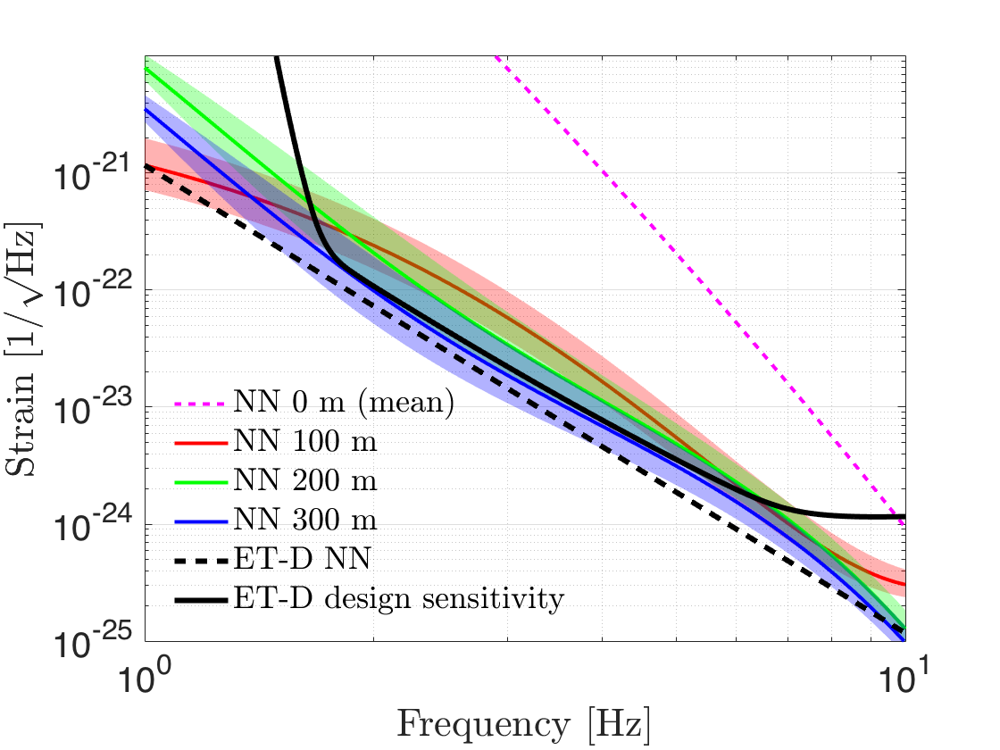 Strain [1/√Hz]
10^-21
10^-22
10^-23
10^-24
10^-25
NN 0 m (mean)
NN 100 m
NN 200 m
NN 300 m
ET-D NN
ET-D design sensitivity
10^0
10^1
Frequency [Hz]